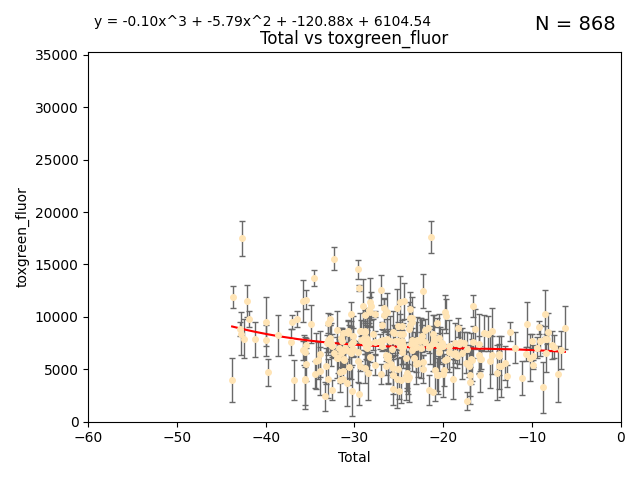 y = -0.10x^3 + -5.79x^2 + -120.88x + 6104.54
N = 868
Total vs toxgreen_fluor
35000
30000
25000
20000
15000
10000
5000
0
toxgreen_fluor
−60 −50 −40 −30 −20 −10 0
Total